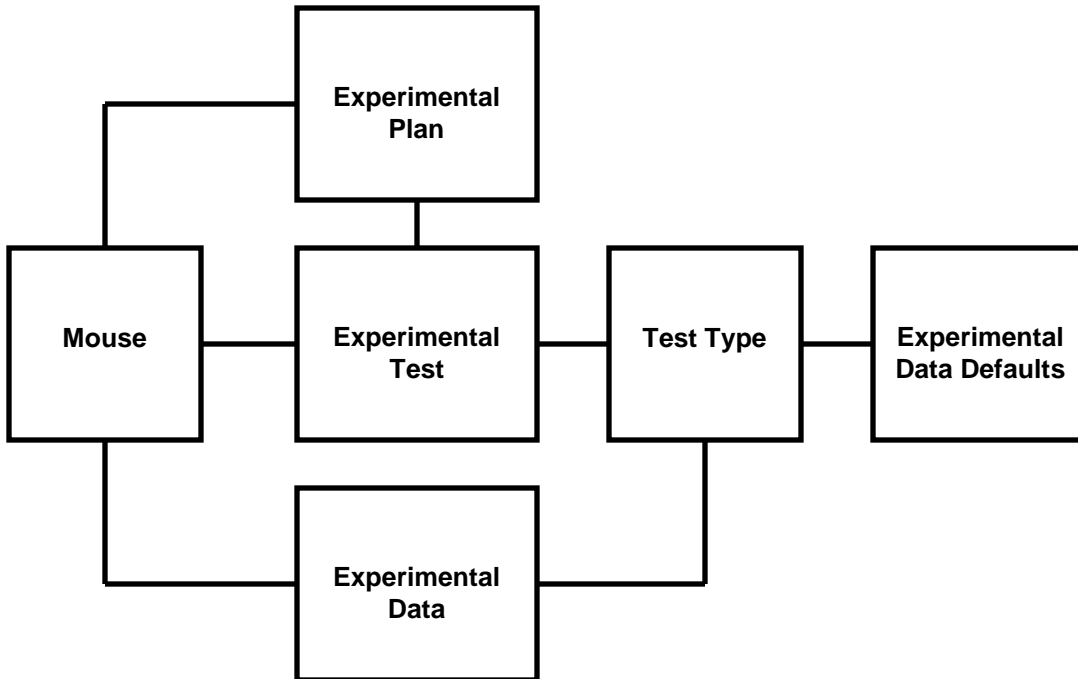 Experimental
Plan
Mouse
Experimental
Test
Test Type
Experimental
Data Defaults
Experimental
Data